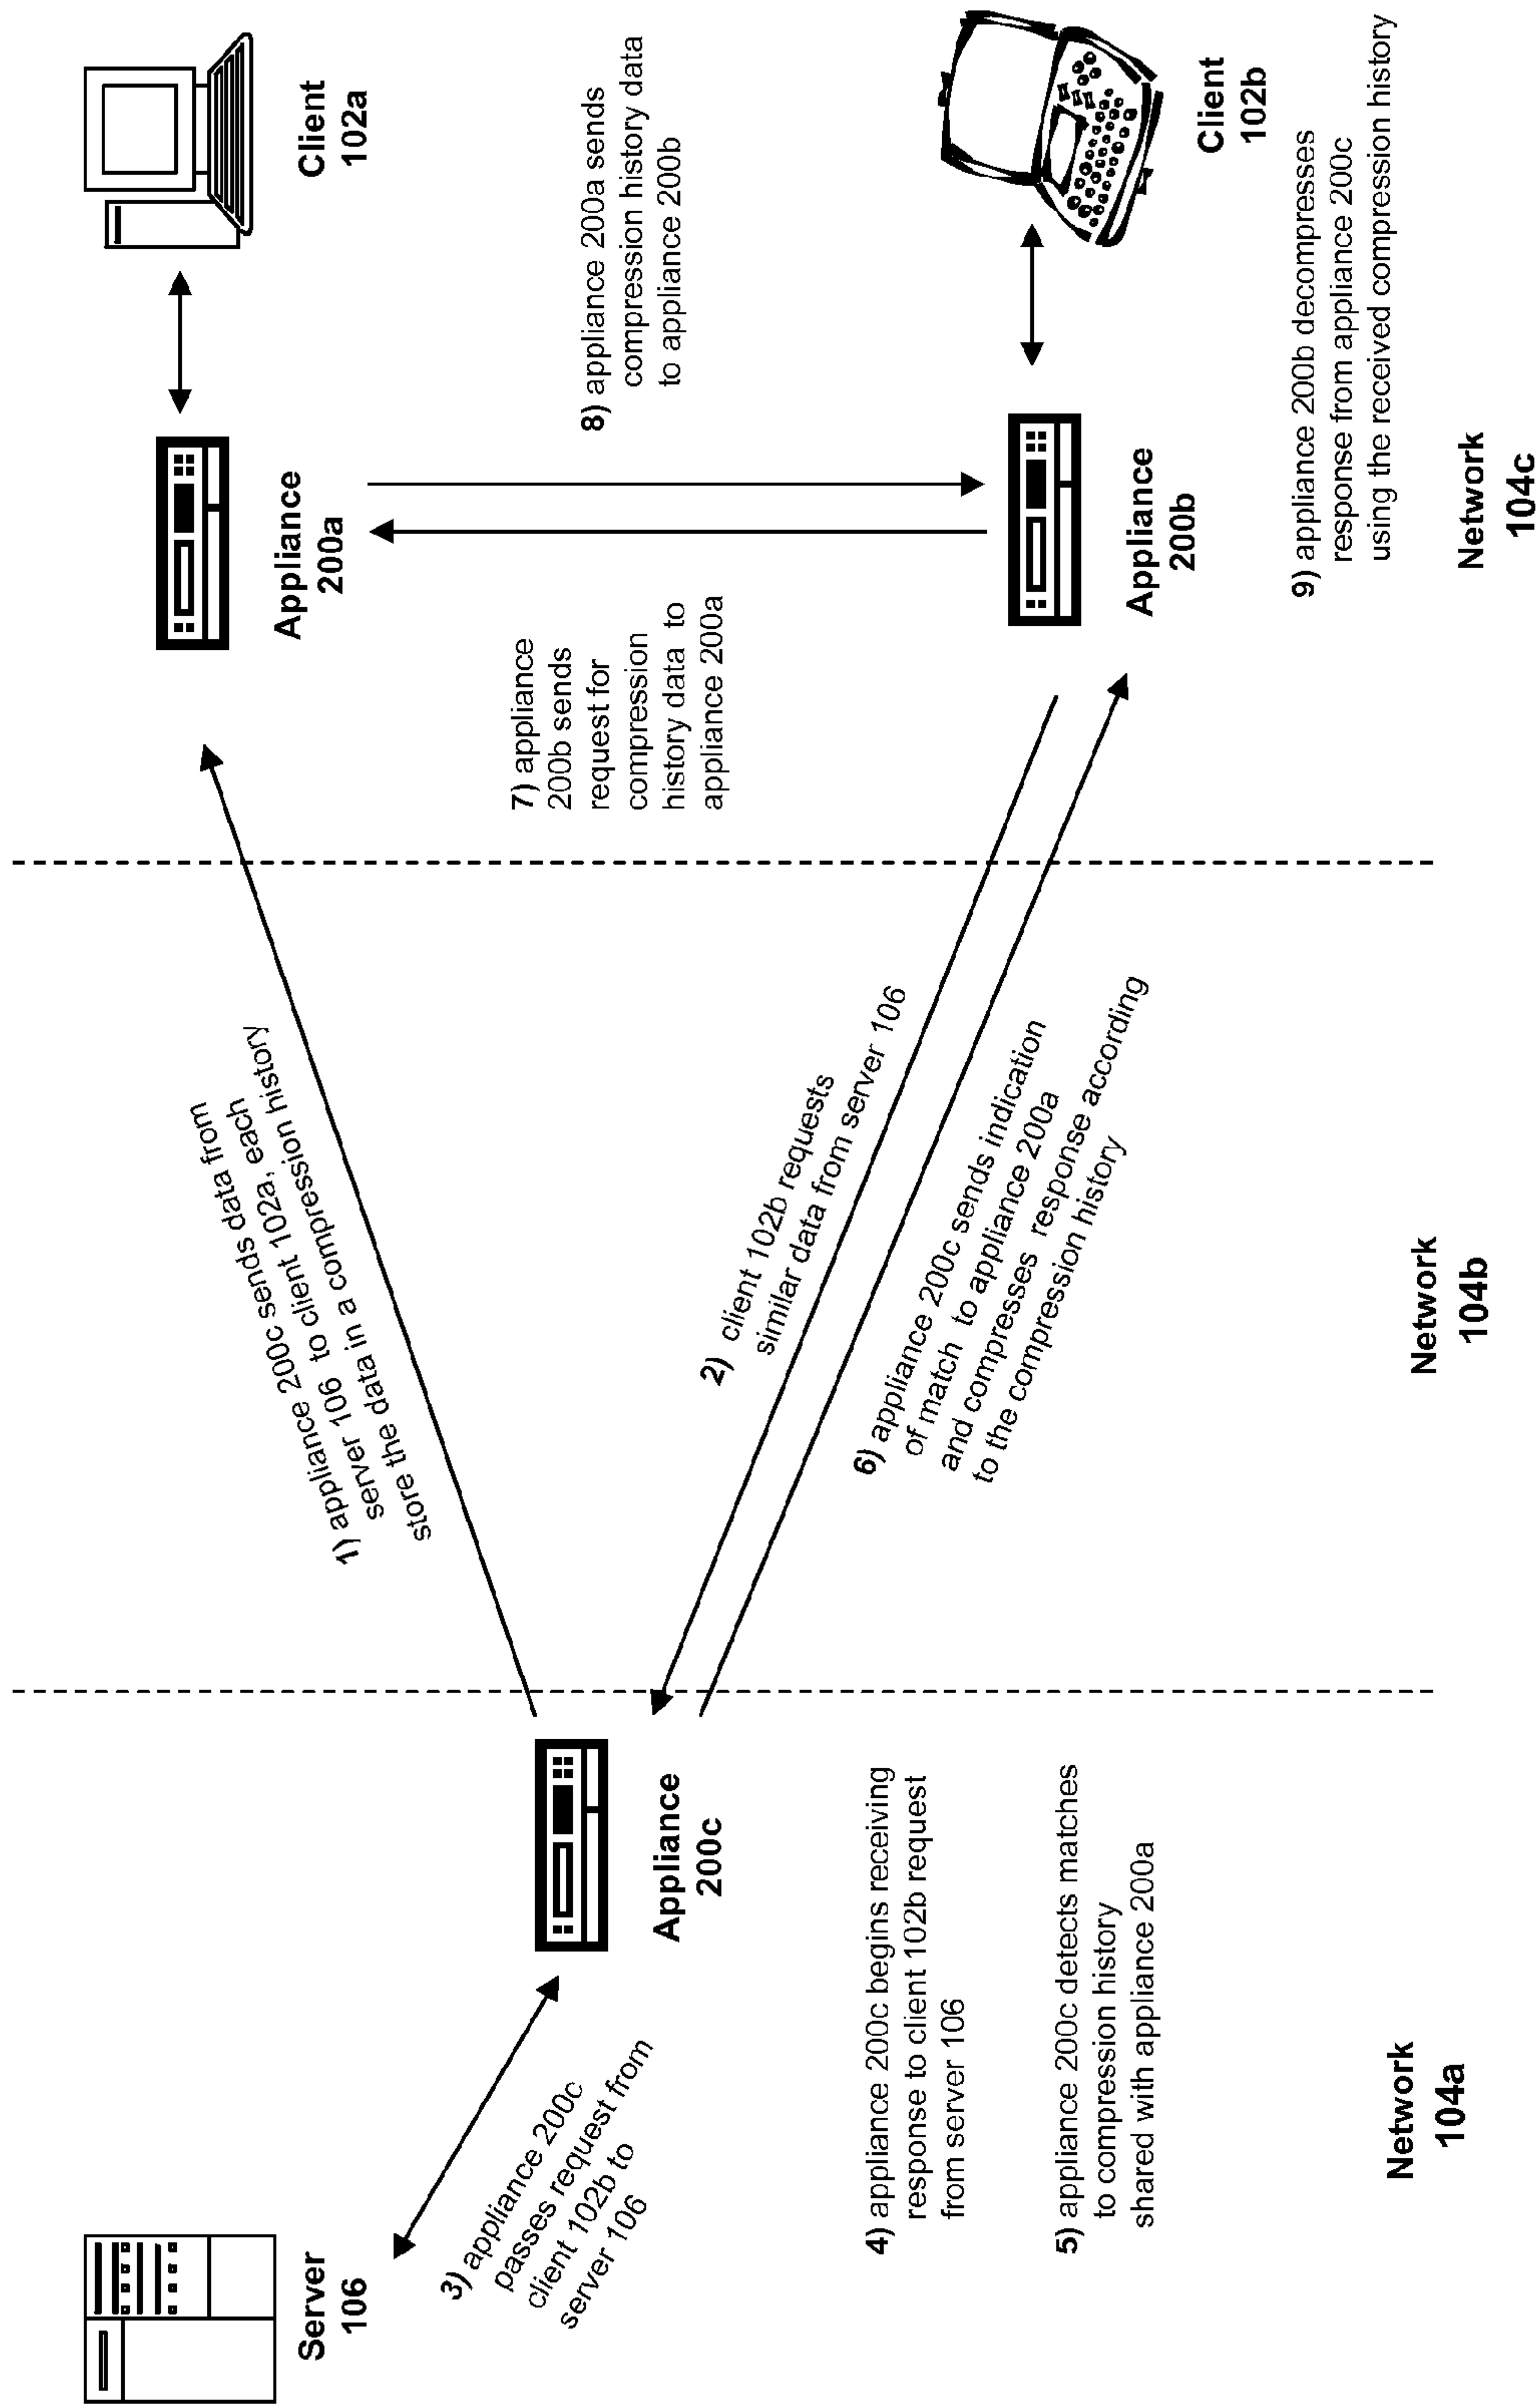 Server
106
3) appliance 200c
passes request from
client 102b to
server 106
Appliance
200c
4) appliance 200c begins receiving
response to client 102b request
from server 106
5) appliance 200c detects matches
to compression history
shared with appliance 200a
Network
104a
1) appliance 200c sends data from
server 106 to client 102a, each
store the data in a compression history
2) client 102b requests
similar data from server 106
6) appliance 200c sends indication
of match to appliance 200a
and compresses response according
to the compression history
Network
104b
Appliance
200a
Client
102a
7) appliance
200b sends
request for
compression
history data to
appliance 200a
8) appliance 200a sends
compression history data
to appliance 200b
Appliance
200b
Client
102b
9) appliance 200b decompresses
response from appliance 200c
using the received compression history
Network
104c